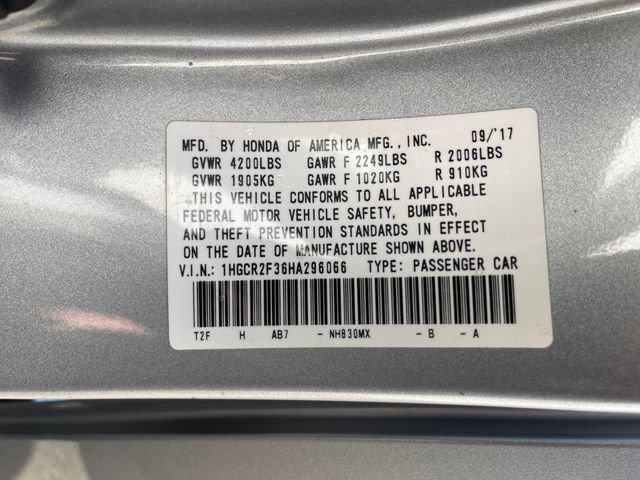 MFD. BY HONDA OF AMERICA MFG.,INC. 09/'17
GVWR 4200LBS GAWR F 2249LBS R 2006LBS
GVWR 1905KG GAWR F 1020KG R 910KG
THIS VEHICLE CONFORMS TO ALL APPLICABLE
FEDERAL MOTOR VEHICLE SAFETY, BUMPER,
AND THEFT PREVENTION STANDARDS IN EFFECT
ON THE DATE OF MANUFACTURE SHOWN ABOVE.
V.I.N.: 1HGCR2F36HA296066 TYPE: PASSENGER CAR
T2F H AB7 - NH830MX - B - A